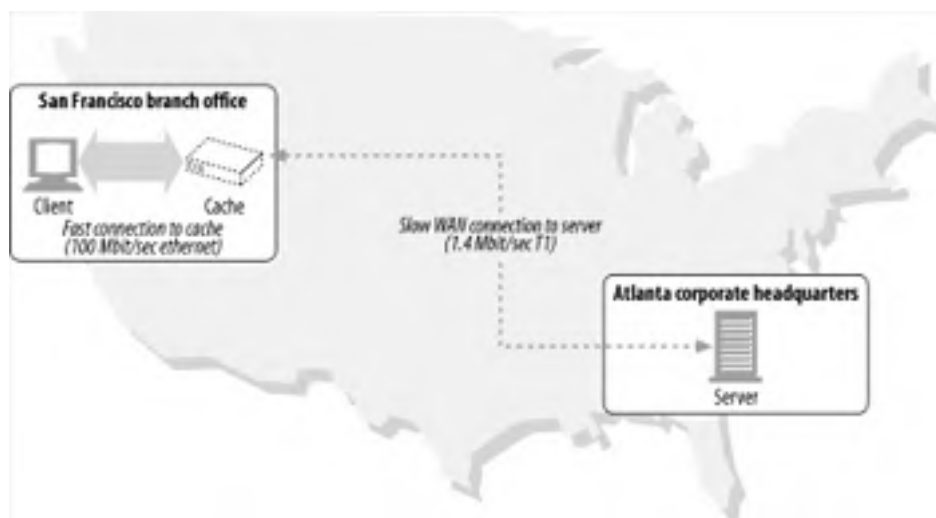 San Francisco branch office
Client
Cache
Fast connection to cache
(100 Mbit/sec ethernet)
Slow WAN connection to server
(1.4 Mbit/sec T1)
Atlanta corporate headquarters
Server